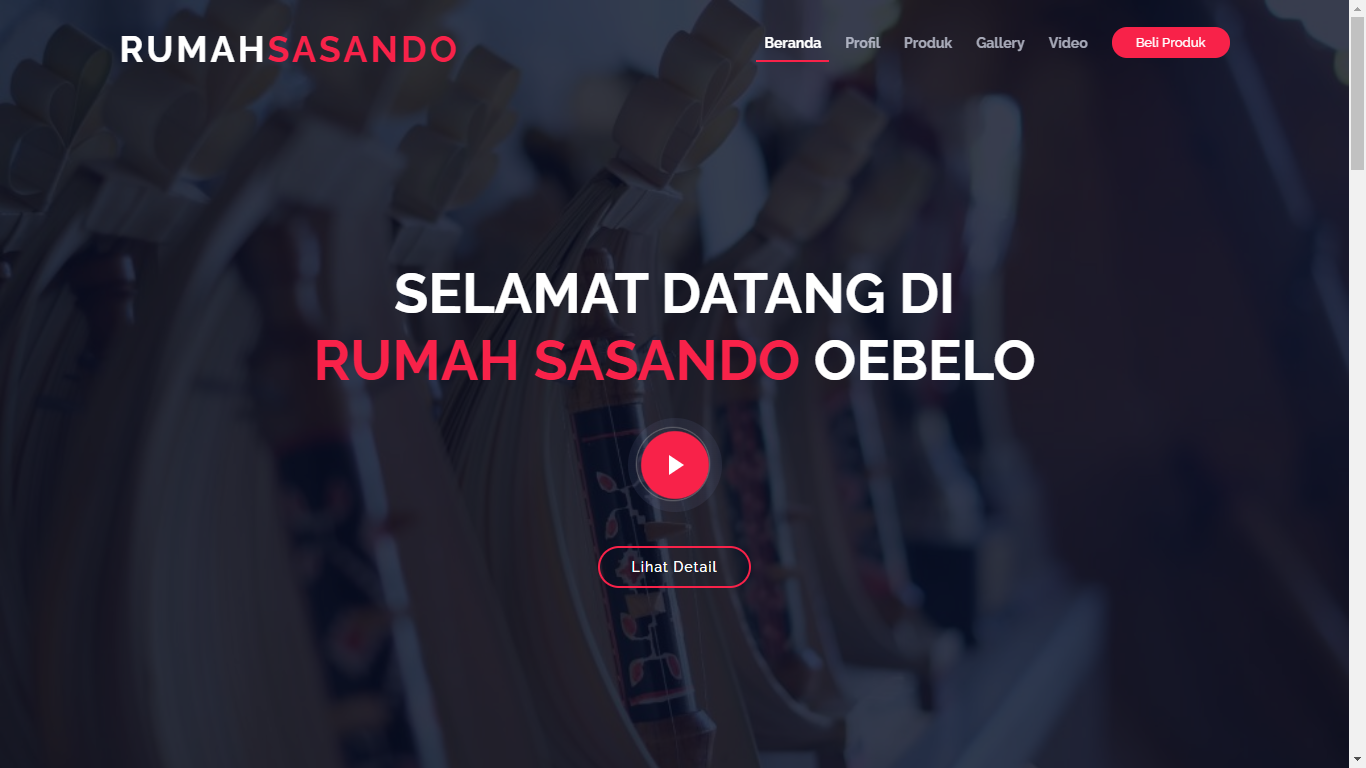 RUMAHSASANDO
Beranda Profil Produk Gallery Video Beli Produk
SELAMAT DATANG DI
RUMAH SASANDO OEBELO
Lihat Detail